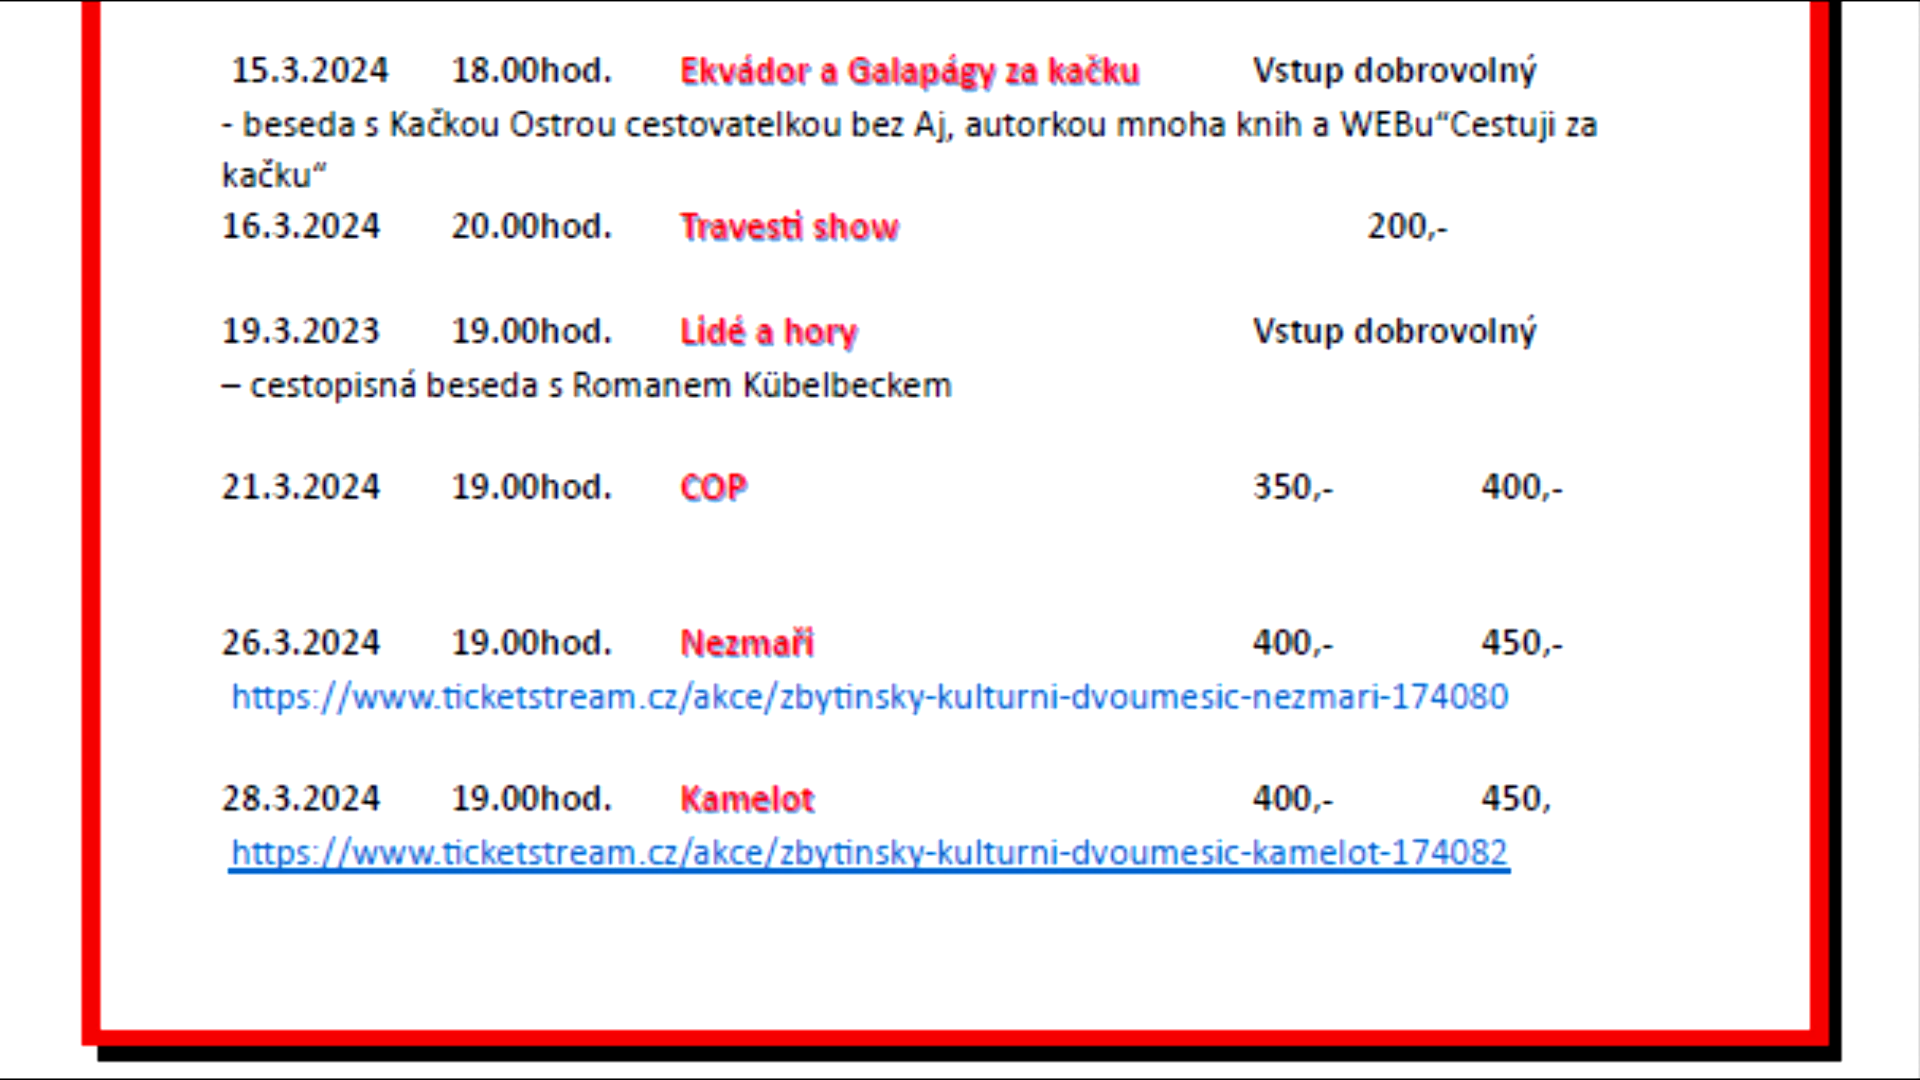 15.3.2024 18.00hod. Ekvádor a Galapágy za kačku Vstup dobrovolný
- beseda s Kačkou Ostrou cestovatelkou bez Aj, autorkou mnoha knih a WEBu“Cestuji za
kačku“
16.3.2024 20.00hod. Travesti show 200,-
19.3.2023 19.00hod. Lidé a hory Vstup dobrovolný
– cestopisná beseda s Romanem Kübelbeckem
21.3.2024 19.00hod. COP 350,- 400,-
26.3.2024 19.00hod. Nezmaři 400,- 450,-
https://www.ticketstream.cz/akce/zbytinsky-kulturni-dvoumesic-nezmari-174080
28.3.2024 19.00hod. Kamelot 400,- 450,
https://www.ticketstream.cz/akce/zbytinsky-kulturni-dvoumesic-kamelot-174082